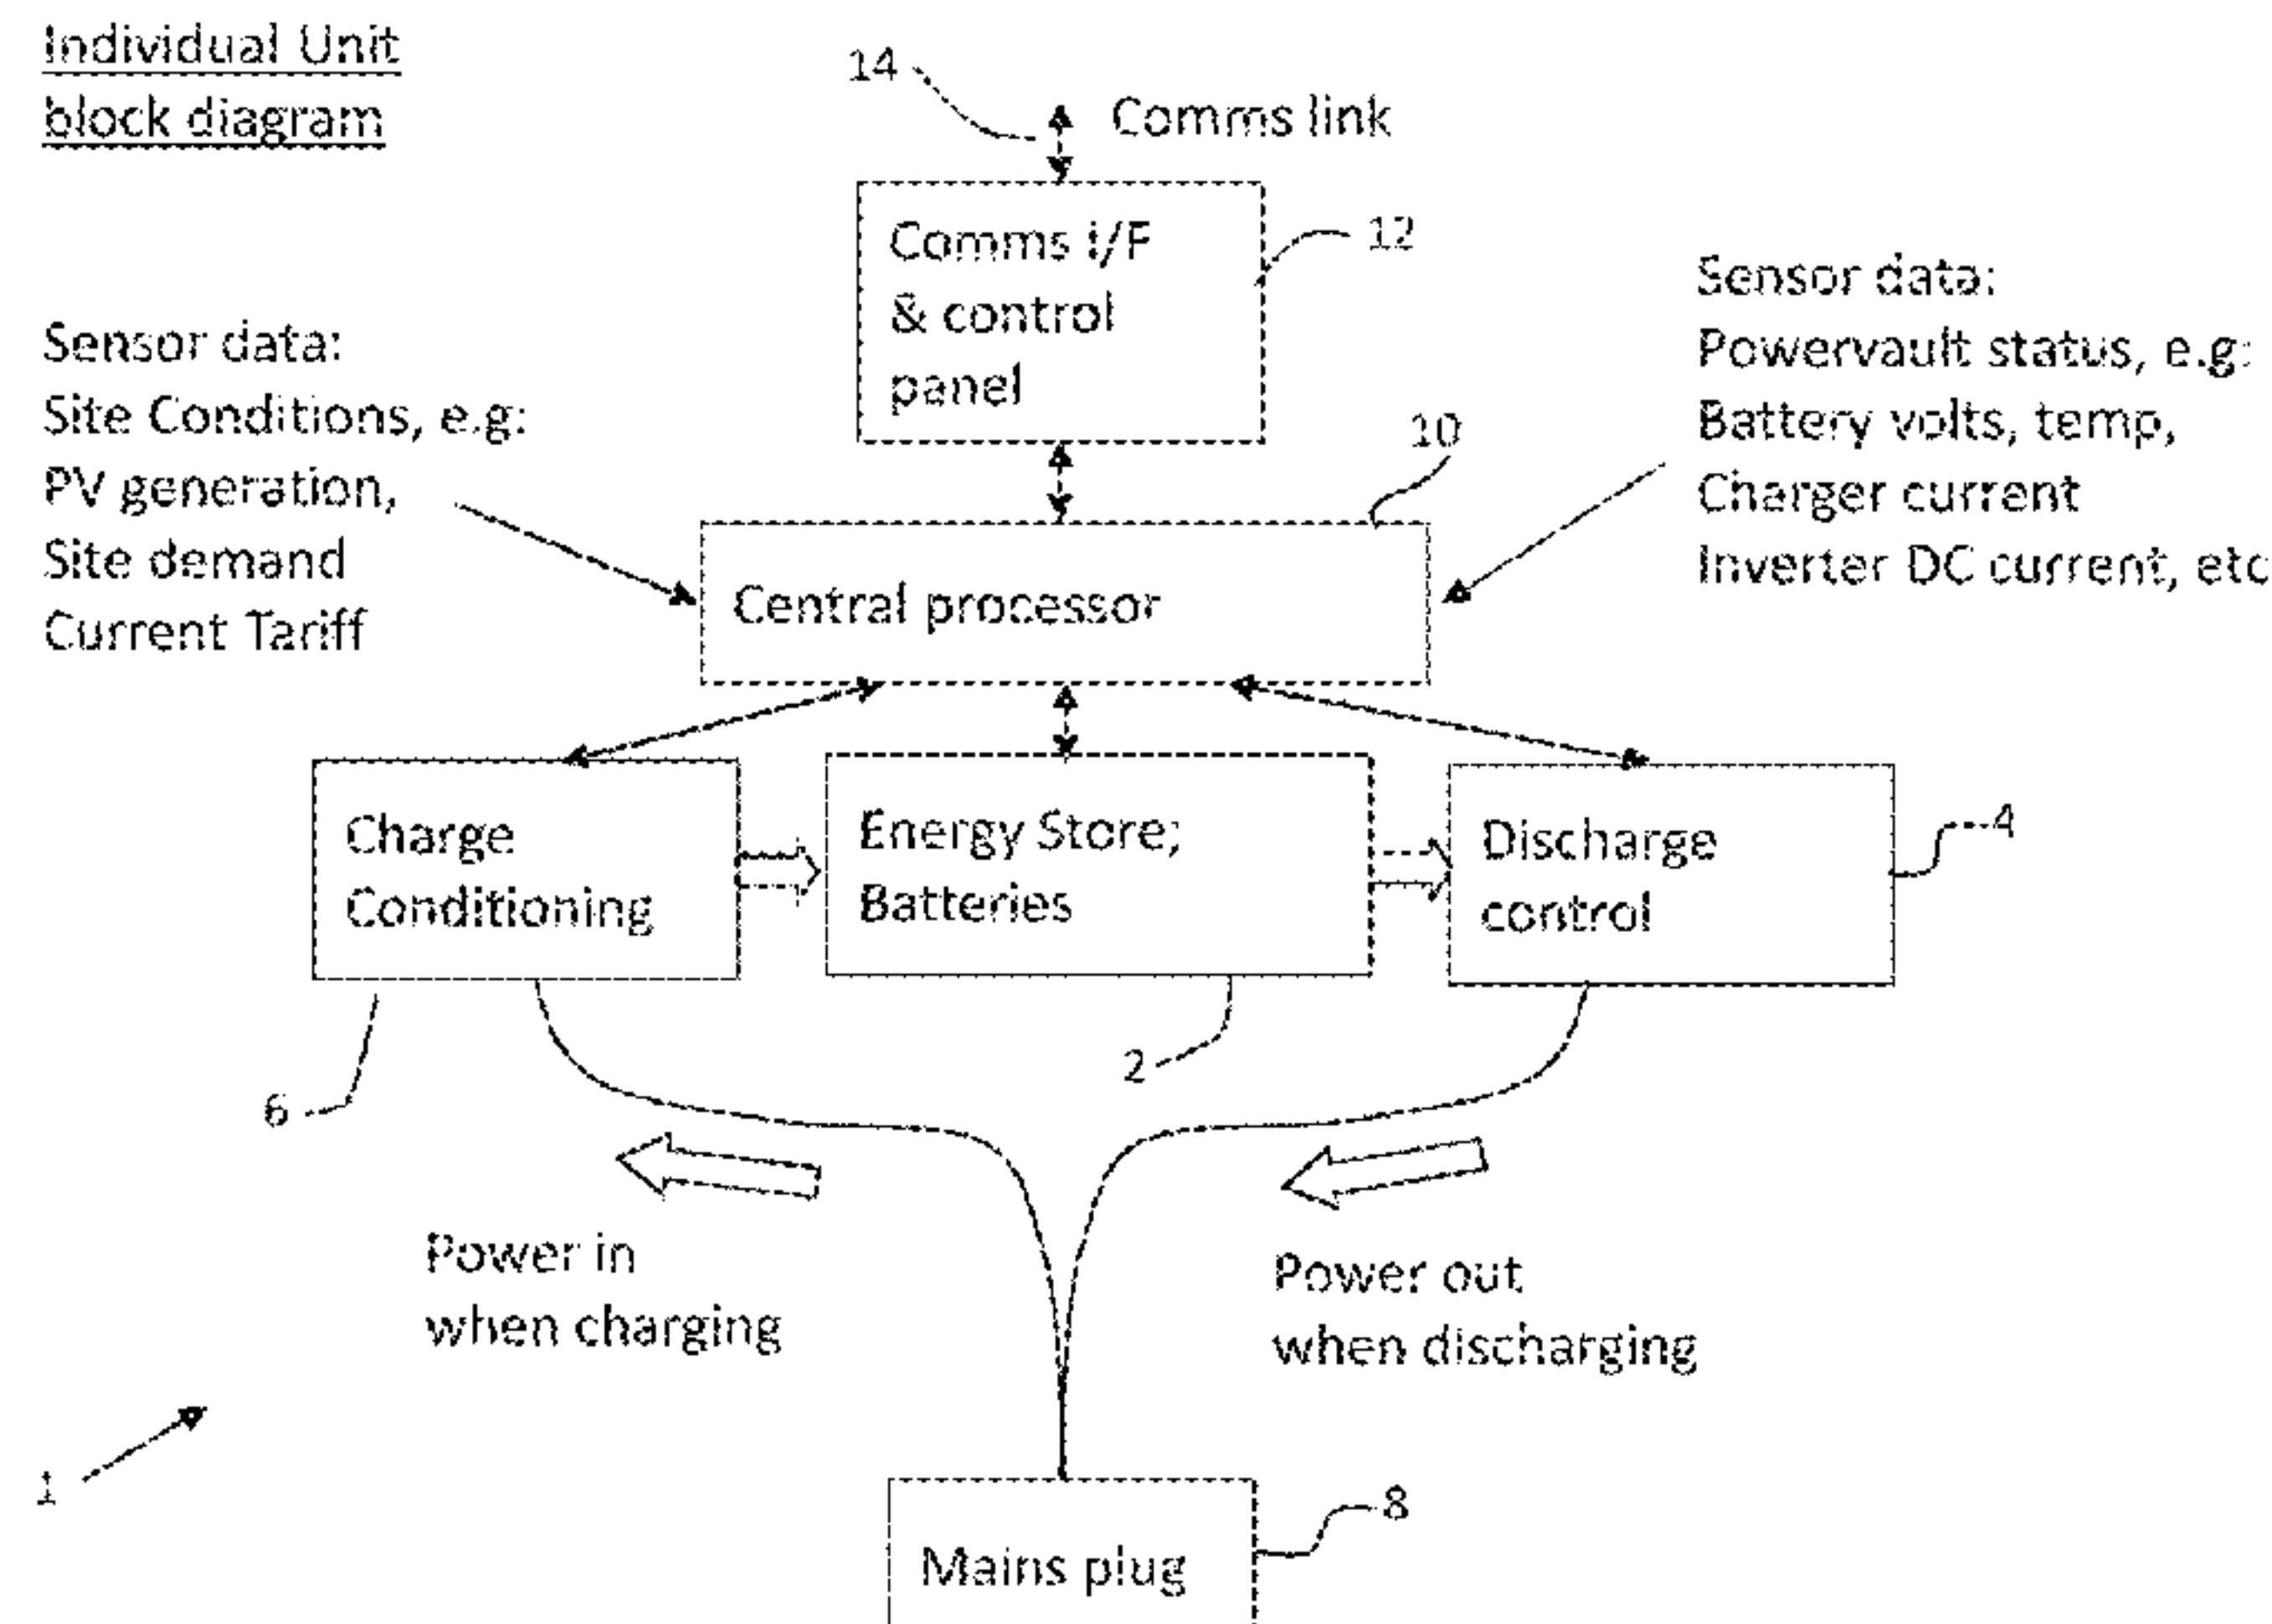 Individual Unit
block diagram
14
Comms link
Comms i/F
& control
panel
12
Sensor data:
Site Conditions, e.g:
PV generation,
Site demand
Current Tariff
Sensor data:
Powervault status, e.g:
Battery volts, temp,
Charger current
Inverter DC current, etc
10
Central processor
Charge
Conditioning
Energy Store;
Batteries
Discharge
control
4
6
2
Power in
when charging
Power out
when discharging
1
Mains plug
8